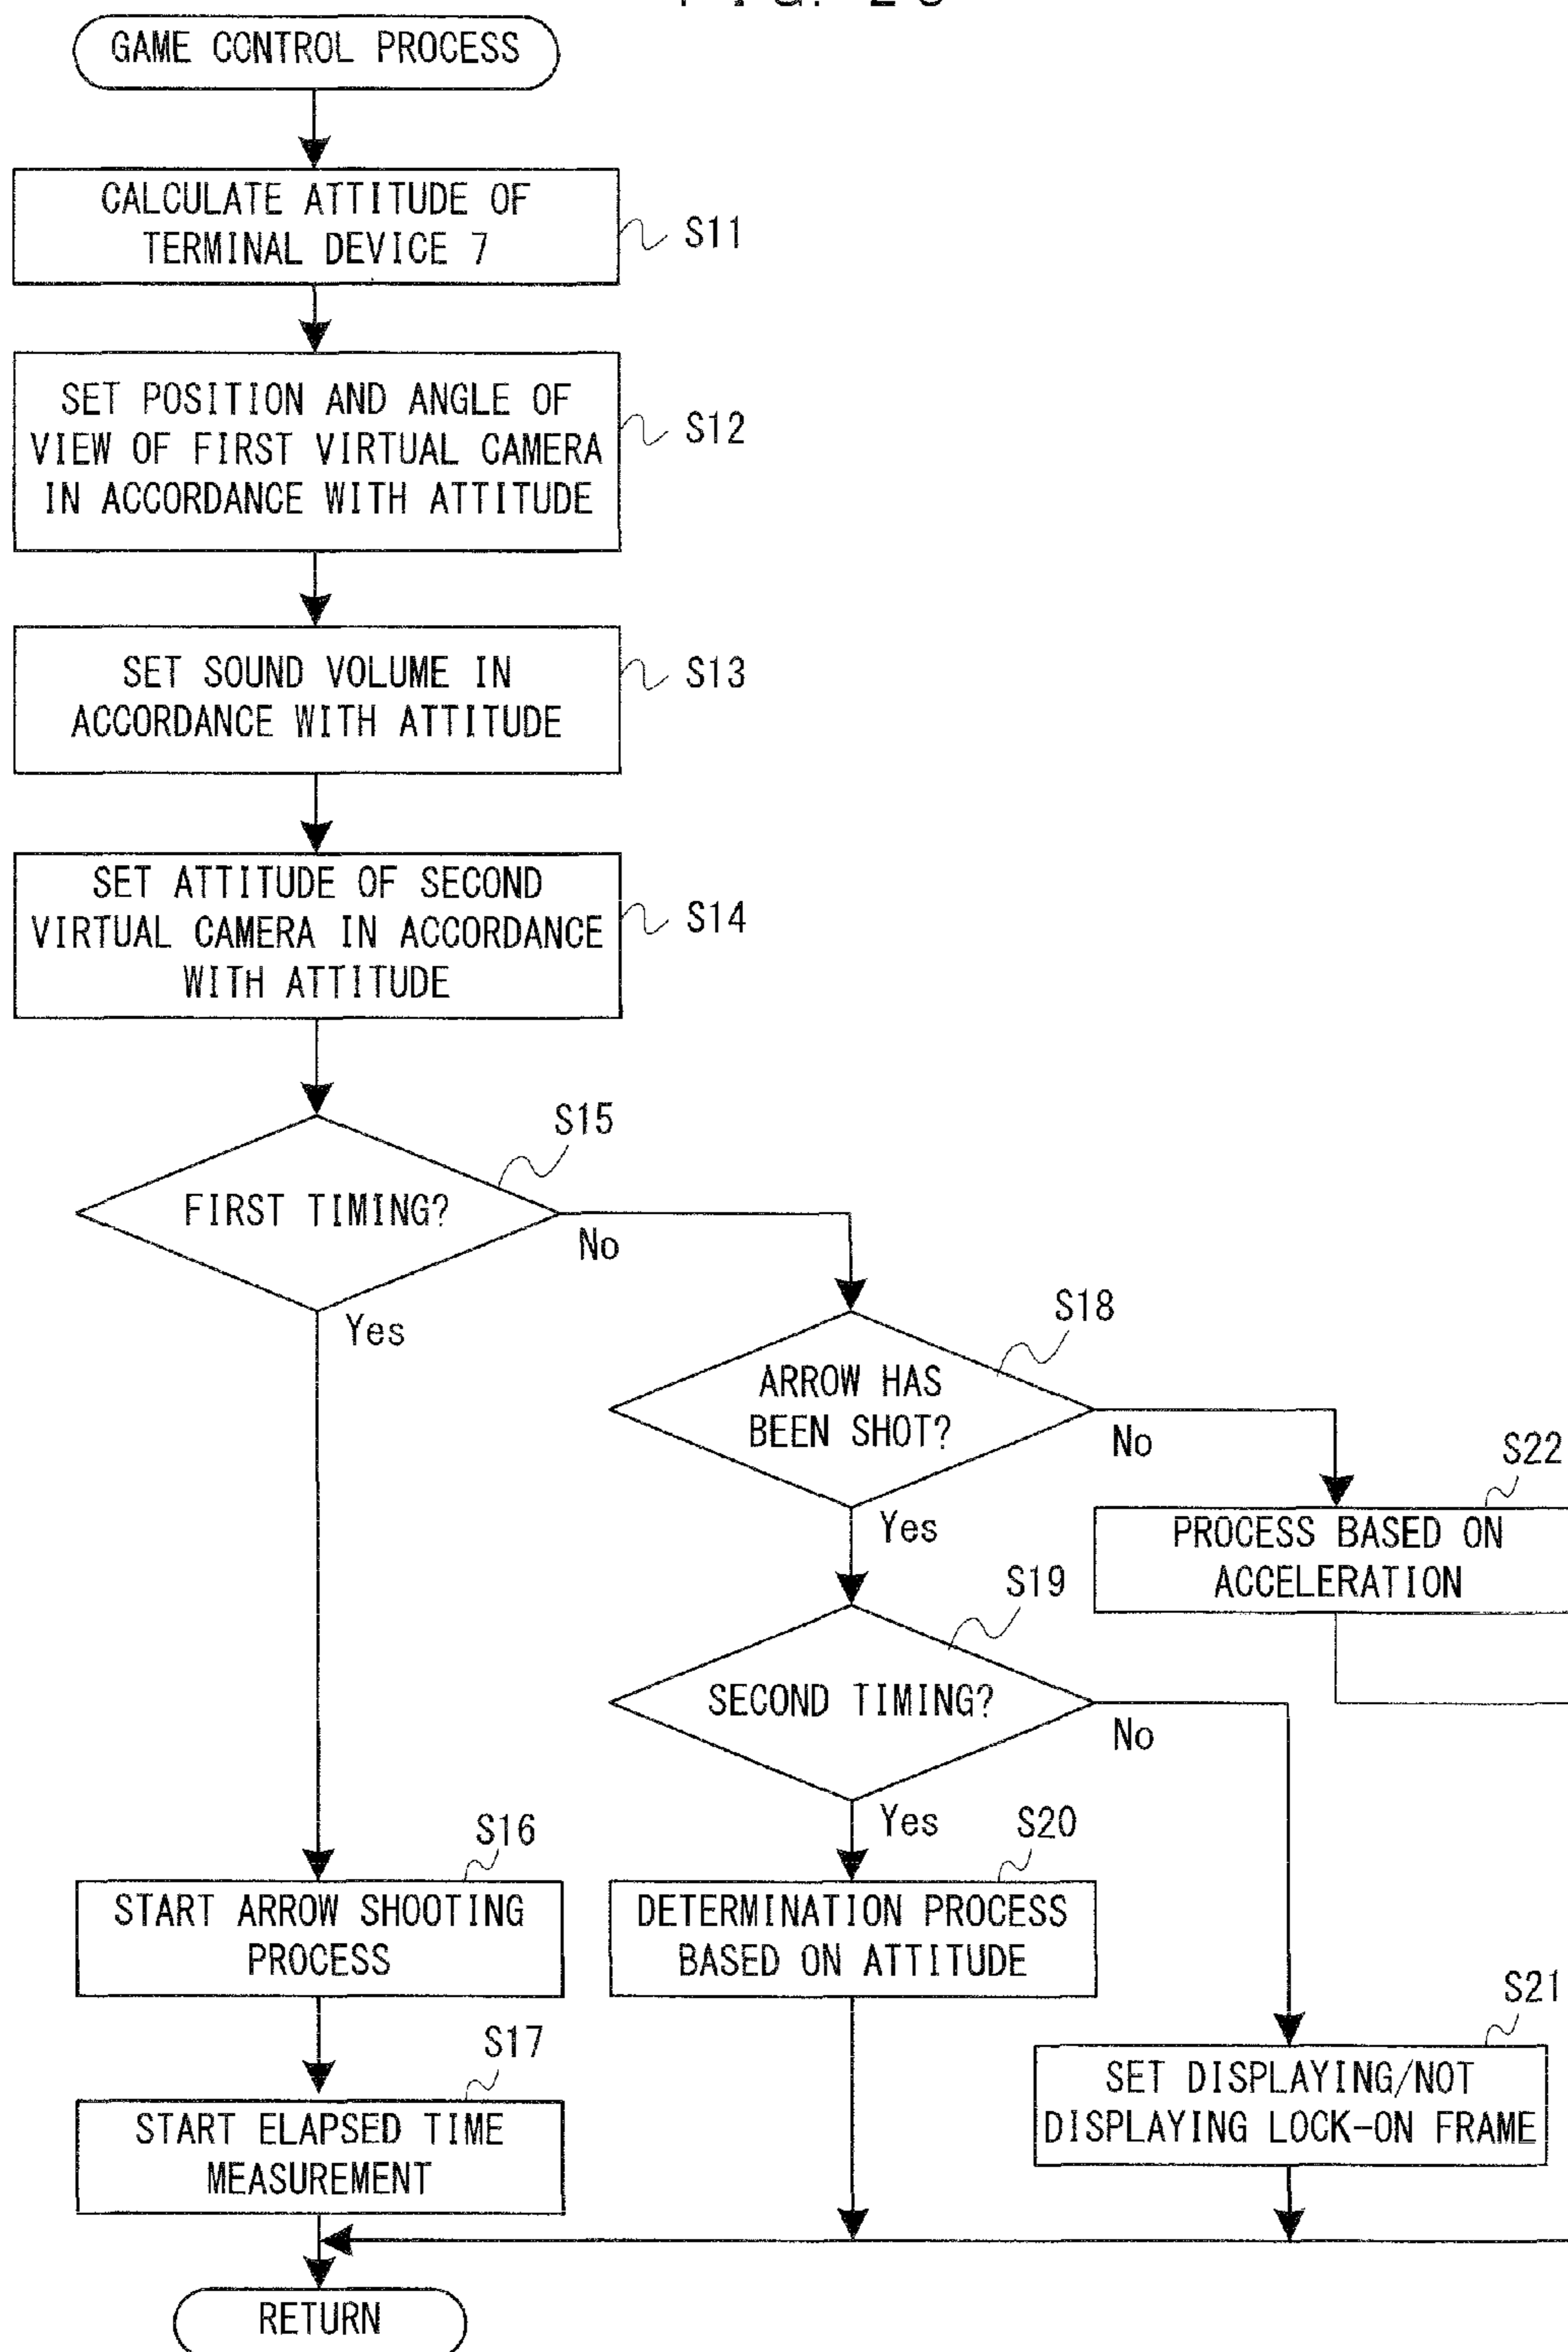 GAME CONTROL PROCESS
CALCULATE ATTITUDE OF
TERMINAL DEVICE 7
S11
SET POSITION AND ANGLE OF
VIEW OF FIRST VIRTUAL CAMERA
IN ACCORDANCE WITH ATTITUDE
S12
SET SOUND VOLUME IN
ACCORDANCE WITH ATTITUDE
S13
SET ATTITUDE OF SECOND
VIRTUAL CAMERA IN ACCORDANCE
WITH ATTITUDE
S14
S15
FIRST TIMING?
No
Yes
S18
ARROW HAS
BEEN SHOT?
No
Yes
S22
PROCESS BASED ON
ACCELERATION
S19
SECOND TIMING?
No
Yes
S16
START ARROW SHOOTING
PROCESS
S20
DETERMINATION PROCESS
BASED ON ATTITUDE
S21
SET DISPLAYING/NOT
DISPLAYING LOCK-ON FRAME
S17
START ELAPSED TIME
MEASUREMENT
RETURN